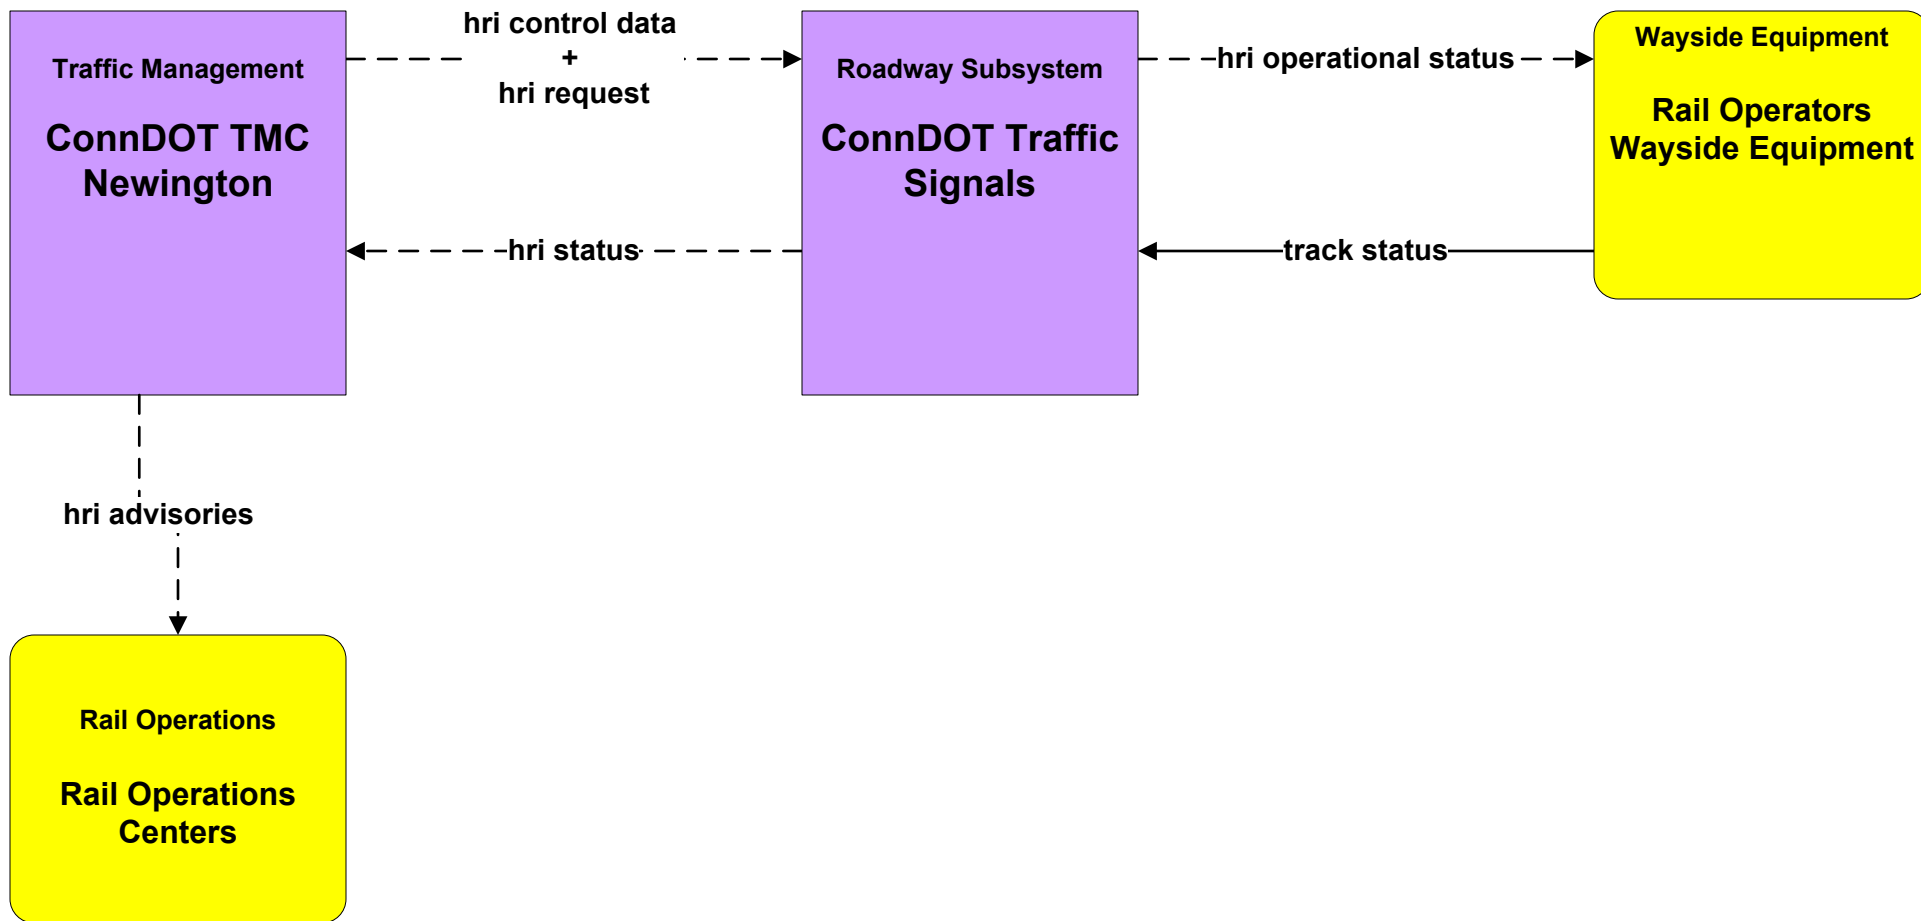 Traffic Management
ConnDOT TMC
Newington
hri control data
+
hri request
Roadway Subsystem
ConnDOT Traffic
Signals
hri operational status
Wayside Equipment
Rail Operators
Wayside Equipment
hri status
track status
hri advisories
Rail Operations
Rail Operations
Centers